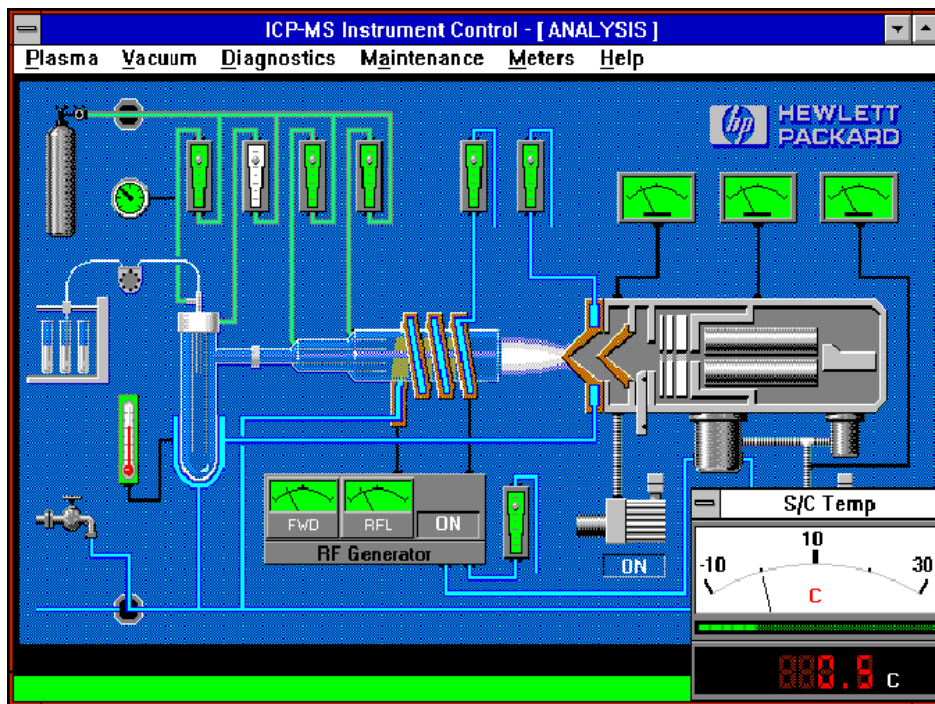 ICP-MS Instrument Control - [ ANALYSIS ]
Plasma Vacuum Diagnostics Maintenance Meters Help
hp HEWLETT
PACKARD
FWD RFL ON
RF Generator
ON
S/C Temp
-10 10 30
C
C